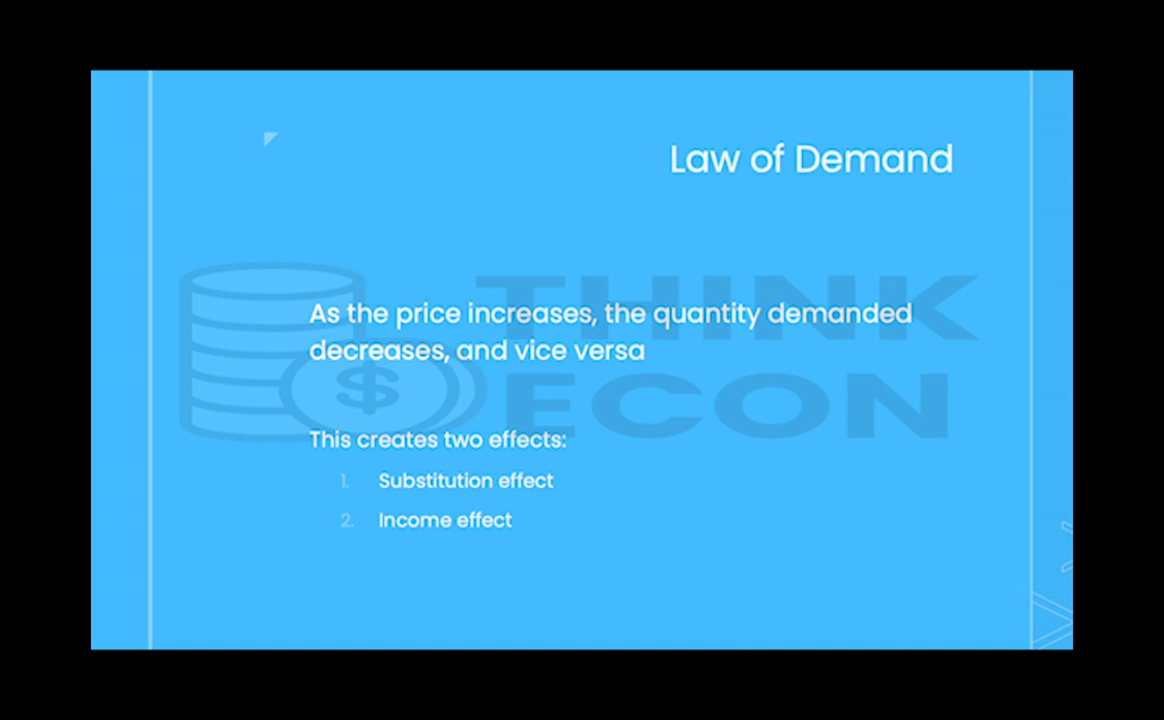 Law of Demand
THINK
ECON
As the price increases, the quantity demanded
decreases, and vice versa
$
This creates two effects:
1. Substitution effect
2. Income effect